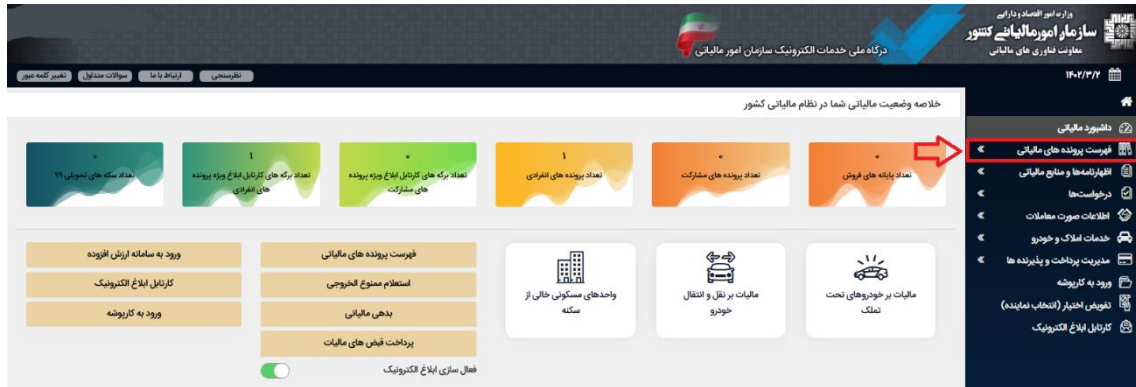 وزارت امور اقتصاد و دارایی
سازمان امور مالیاتی کشور
معاونت فناوری های مالیاتی
درگاه ملی خدمات الکترونیک سازمان امور مالیاتی
۱۴۰۲/۳/۲
نظرسنجی
ارتباط با ما
سوالات متداول
تغییر کلمه عبور
داشبورد مالیاتی
فهرست پرونده های مالیاتی
اظهارنامه‌ها و منابع مالیاتی
درخواست‌ها
اطلاعات صورت معاملات
خدمات املاک و خودرو
مدیریت پرداخت و پذیرنده ها
ورود به کارپوشه
تفویض اختیار (انتخاب نماینده)
کارتابل ابلاغ الکترونیک
خلاصه وضعیت مالیاتی شما در نظام مالیاتی کشور
۰
تعداد پایانه های فروش
۰
تعداد پرونده های مشارکت
۱
تعداد پرونده های انفرادی
۰
تعداد برگه های کارتابل ابلاغ ویژه پرونده
های مشارکت
۱
تعداد برگه های کارتابل ابلاغ ویژه پرونده
های انفرادی
۰
تعداد سکه های تحویلی ۹۹
مالیات بر خودروهای تحت
تملک
مالیات بر نقل و انتقال
خودرو
واحدهای مسکونی خالی از
سکنه
فهرست پرونده های مالیاتی
استعلام ممنوع الخروجی
بدهی مالیاتی
پرداخت قبض های مالیات
ورود به سامانه ارزش افزوده
کارتابل ابلاغ الکترونیک
ورود به کارپوشه
فعال سازی ابلاغ الکترونیک